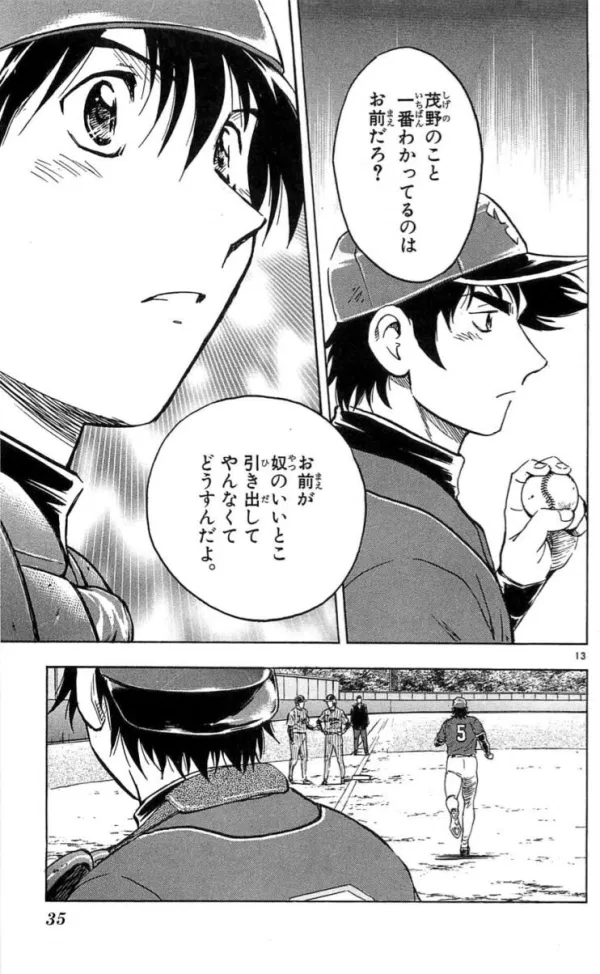 茂野のこと
一番わかってるのは
お前だろ？
お前が
奴のいいとこ
引き出して
やんなくて
どうすんだよ。
13
5
35